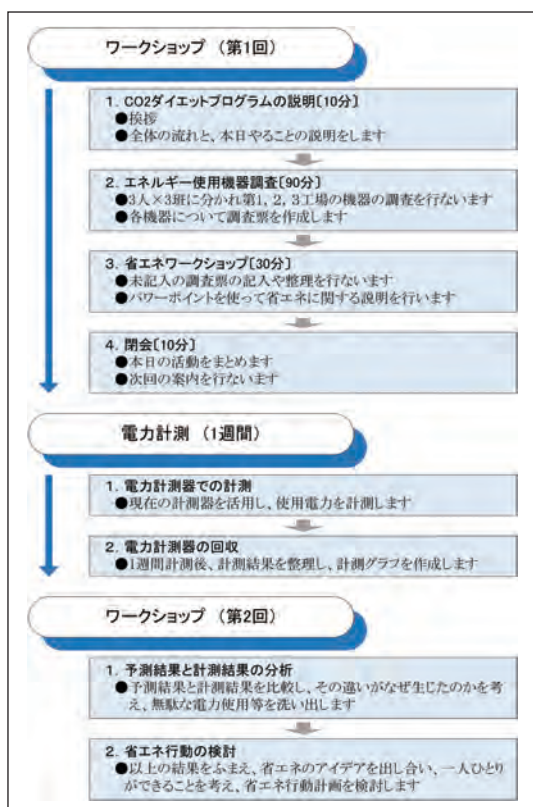 ワークショップ （第1回）
1. CO2ダイエットプログラムの説明〔10分〕
●挨拶
●全体の流れと、本日やることの説明をします
2. エネルギー使用機器調査〔90分〕
●3人×3班に分かれ第1, 2, 3工場の機器の調査を行ないます
●各機器について調査票を作成します
3. 省エネワークショップ〔30分〕
●未記入の調査票の記入や整理を行ないます
●パワーポイントを使って省エネに関する説明を行います
4. 閉会〔10分〕
●本日の活動をまとめます
●次回の案内を行ないます
電力計測 （1週間）
1. 電力計測器での計測
●現在の計測器を活用し、使用電力を計測します
2. 電力計測器の回収
●1週間計測後、計測結果を整理し、計測グラフを作成します
ワークショップ （第2回）
1. 予測結果と計測結果の分析
●予測結果と計測結果を比較し、その違いがなぜ生じたのかを考
え、無駄な電力使用等を洗い出します
2. 省エネ行動の検討
●以上の結果をふまえ、省エネのアイデアを出し合い、一人ひとり
ができることを考え、省エネ行動計画を検討します